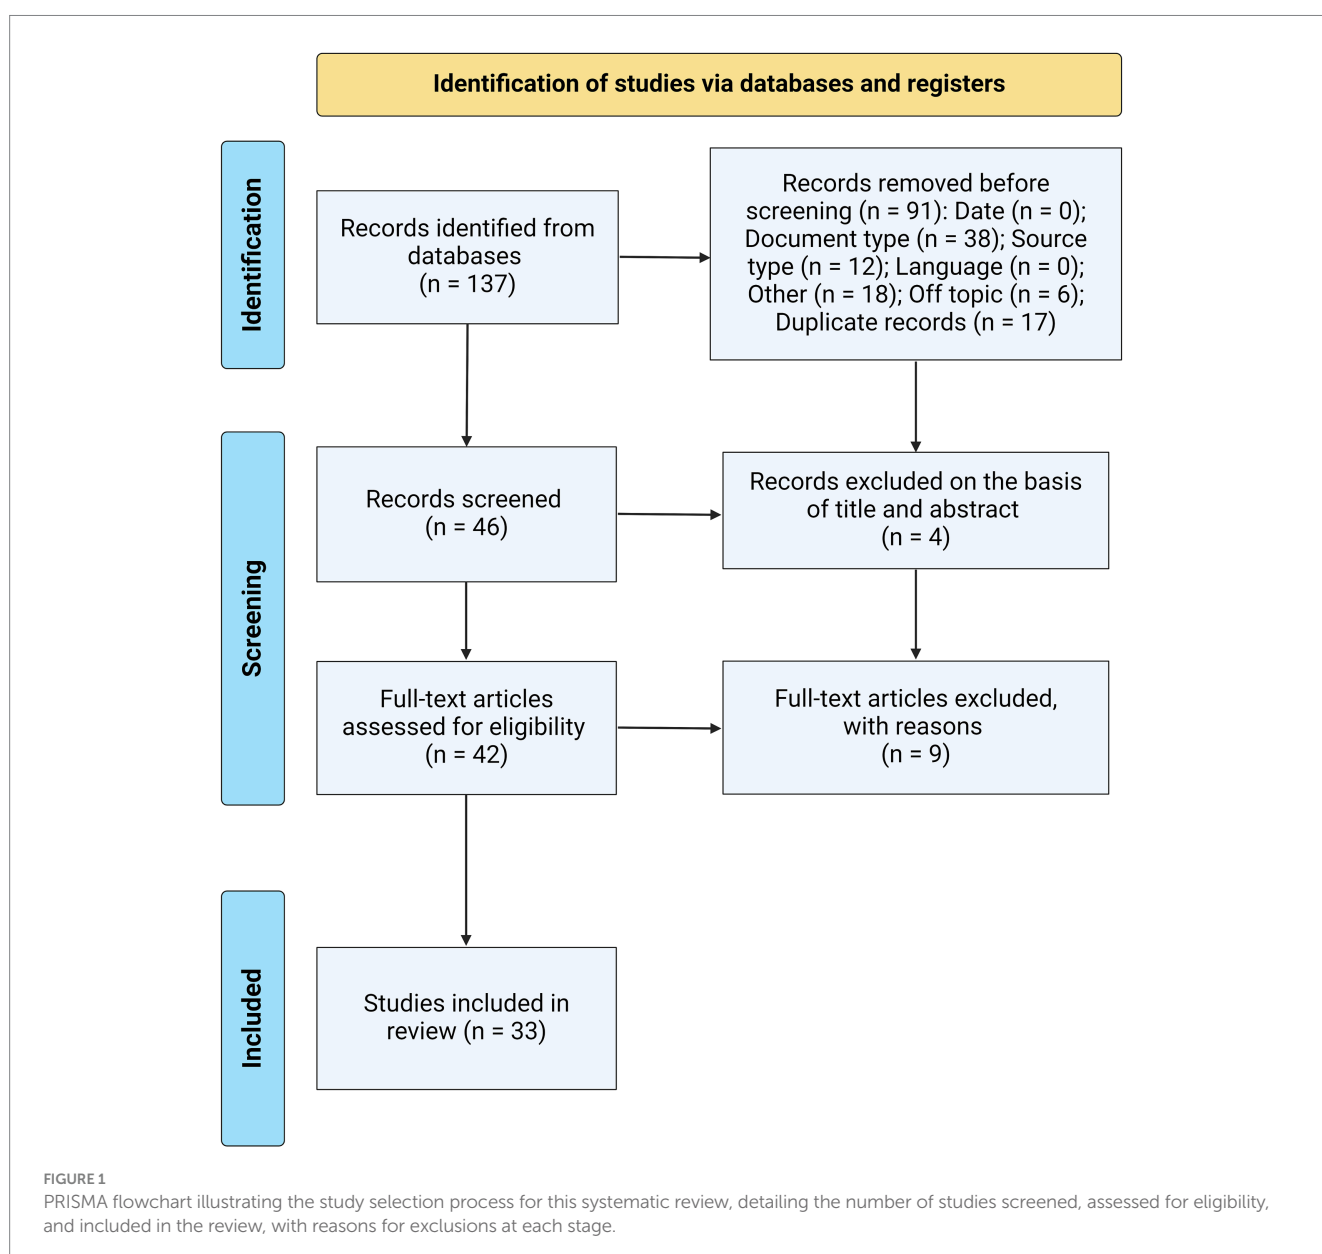 Identification of studies via databases and registers
Identification
Records identified from
databases
(n = 137)
Records removed before
screening (n = 91): Date (n = 0);
Document type (n = 38); Source
type (n = 12); Language (n = 0);
Other (n = 18); Off topic (n = 6);
Duplicate records (n = 17)
Screening
Records screened
(n = 46)
Records excluded on the basis
of title and abstract
(n = 4)
Full-text articles
assessed for eligibility
(n = 42)
Full-text articles excluded,
with reasons
(n = 9)
Included
Studies included in
review (n = 33)
FIGURE 1
PRISMA flowchart illustrating the study selection process for this systematic review, detailing the number of studies screened, assessed for eligibility,
and included in the review, with reasons for exclusions at each stage.